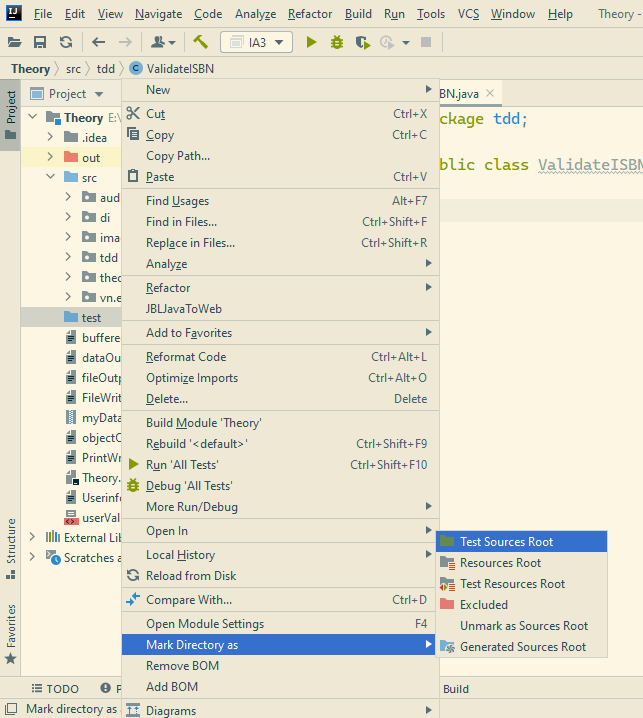 IJ File Edit View Navigate Code Analyze Refactor Build Run Tools VCS Window Help Theory -
IA3
Theory src tdd C ValidateISBN
Project
Project
BN.java
Theory E:\
.idea
out
src
aud
di
ima
tdd
theo
vn.e
test
buffere
dataOu
fileOutp
FileWrit
myData
objectO
PrintWr
Theory.
Userinfo
userVal
External Lib
Scratches a
New
Cut Ctrl+X
Copy Ctrl+C
Copy Path...
Paste Ctrl+V
Find Usages Alt+F7
Find in Files... Ctrl+Shift+F
Replace in Files... Ctrl+Shift+R
Analyze
Refactor
JBLJavaToWeb
Add to Favorites
Reformat Code Ctrl+Alt+L
Optimize Imports Ctrl+Alt+O
Delete... Delete
Build Module 'Theory'
Rebuild '<default>' Ctrl+Shift+F9
Run 'All Tests' Ctrl+Shift+F10
Debug 'All Tests'
More Run/Debug
Open In
Local History
Reload from Disk
Compare With... Ctrl+D
Open Module Settings F4
Mark Directory as
Remove BOM
Add BOM
Diagrams
ckage tdd;
blic class ValidateISBN
Test Sources Root
Resources Root
Test Resources Root
Excluded
Unmark as Sources Root
Generated Sources Root
Structure
Favorites
TODO P Build
Mark directory as